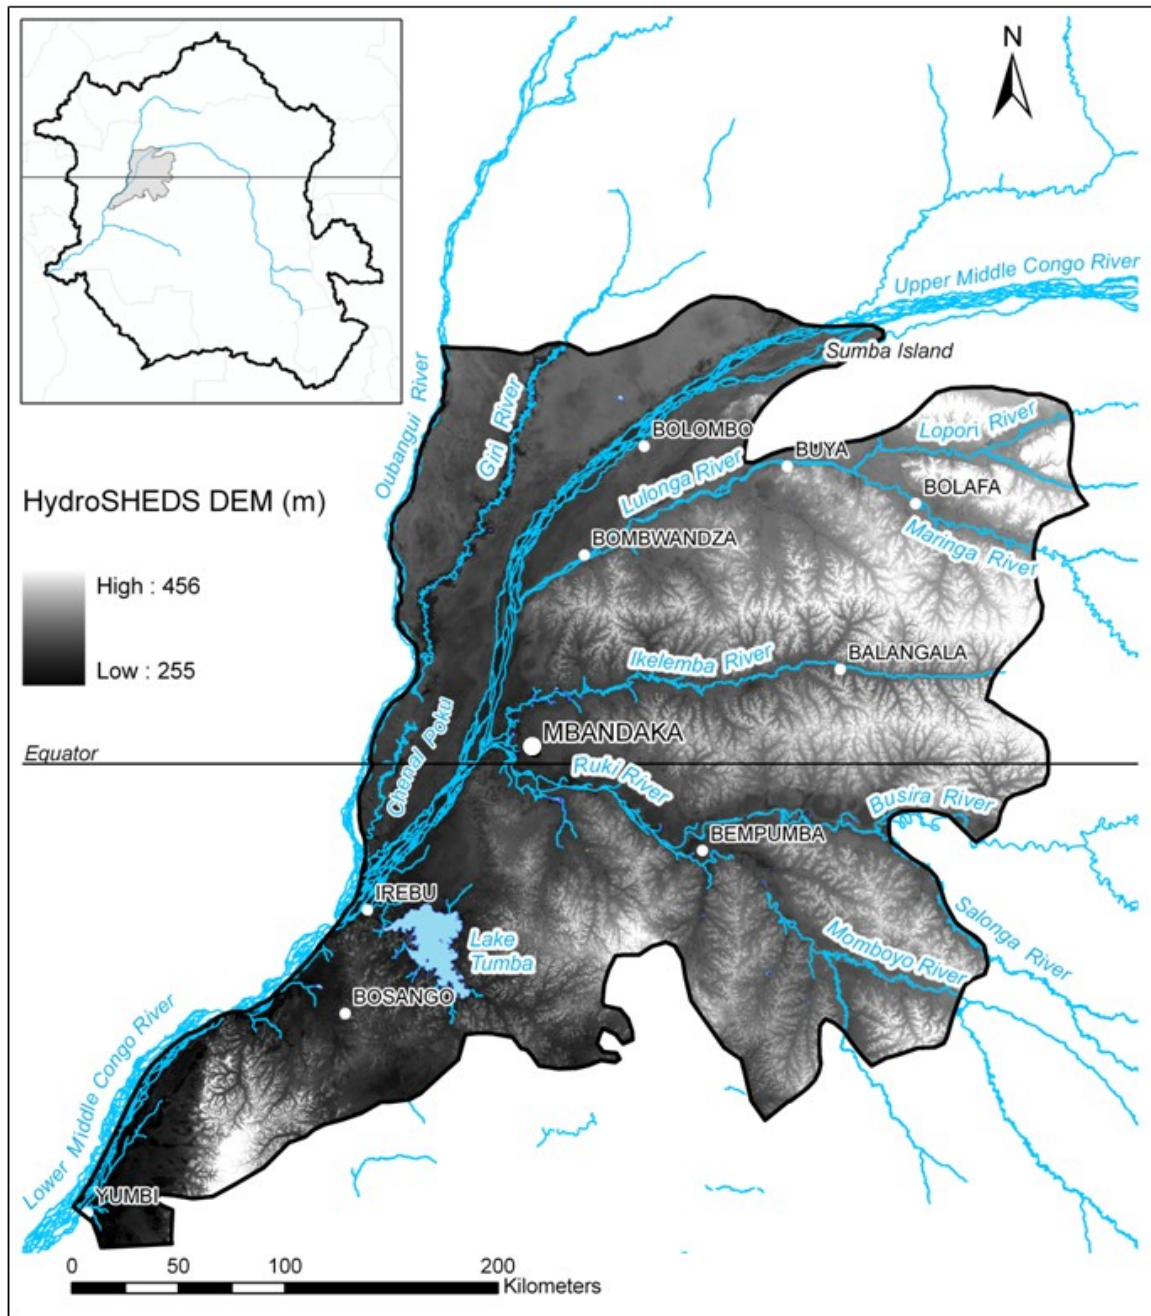 N
Upper Middle Congo River
Sumba Island
Oubangui River
Giri River
BOLOMBO
Lopori River
BUYA
Lulonga River
BOLAFA
HydroSHEDS DEM (m)
BOMBWANDZA
Maringa River
High : 456
Low : 255
Ikelemba River
BALANGALA
Chenal Poku
MBANDAKA
Equator
Ruki River
Busira River
BEMPUMBA
IREBU
Lake
Tumba
Salonga River
Momboyo River
BOSANGO
Lower Middle Congo River
YUMBI
0 50 100 200
Kilometers